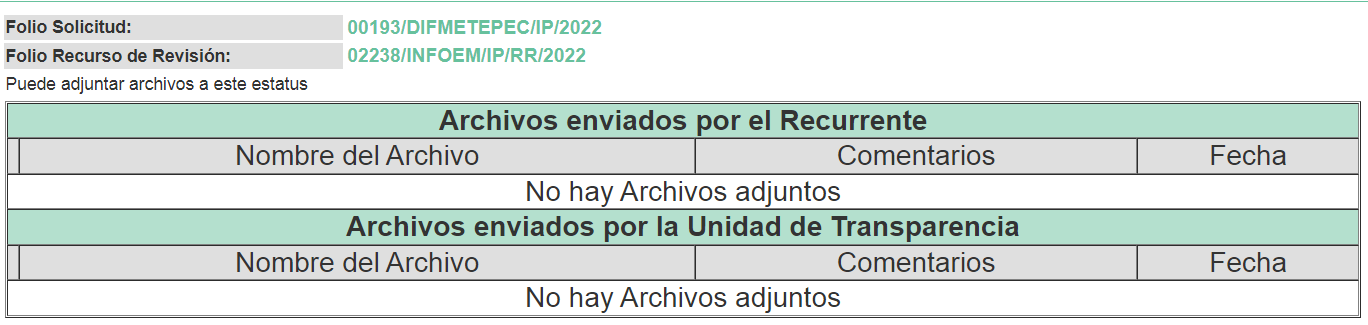 Folio Solicitud: 00193/DIFMETEPEC/IP/2022
Folio Recurso de Revisión: 02238/INFOEM/IP/RR/2022
Puede adjuntar archivos a este estatus
Archivos enviados por el Recurrente
Nombre del Archivo Comentarios Fecha
No hay Archivos adjuntos
Archivos enviados por la Unidad de Transparencia
Nombre del Archivo Comentarios Fecha
No hay Archivos adjuntos